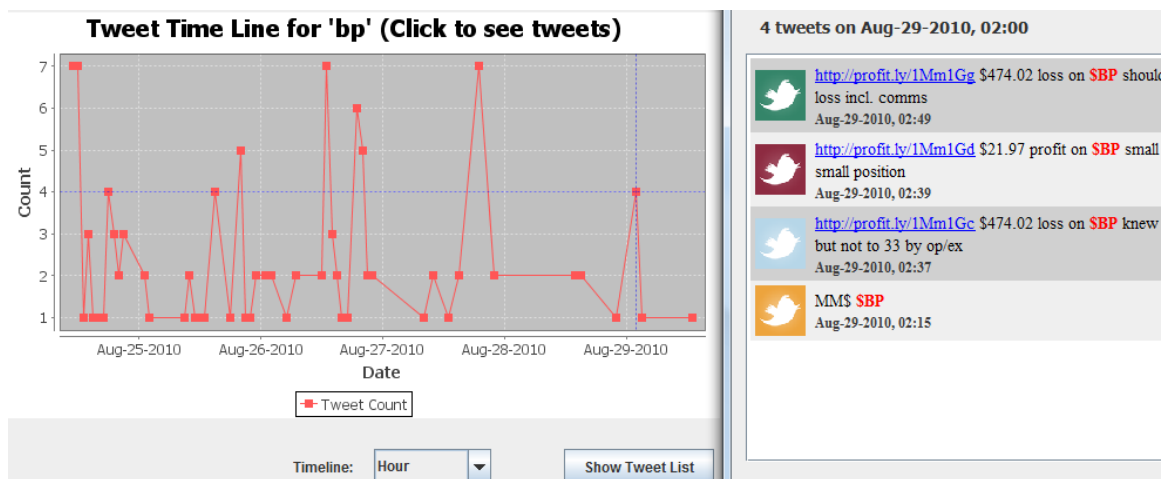 Tweet Time Line for 'bp' (Click to see tweets)
7
6
5
4
3
2
1
Count
Aug-25-2010 Aug-26-2010 Aug-27-2010 Aug-28-2010 Aug-29-2010
Date
Tweet Count
Timeline: Hour Show Tweet List
4 tweets on Aug-29-2010, 02:00
http://profit.ly/1Mm1Gg $474.02 loss on $BP should
loss incl. comms
Aug-29-2010, 02:49
http://profit.ly/1Mm1Gd $21.97 profit on $BP small
small position
Aug-29-2010, 02:39
http://profit.ly/1Mm1Gc $474.02 loss on $BP knew
but not to 33 by op/ex
Aug-29-2010, 02:37
MM$ $BP
Aug-29-2010, 02:15